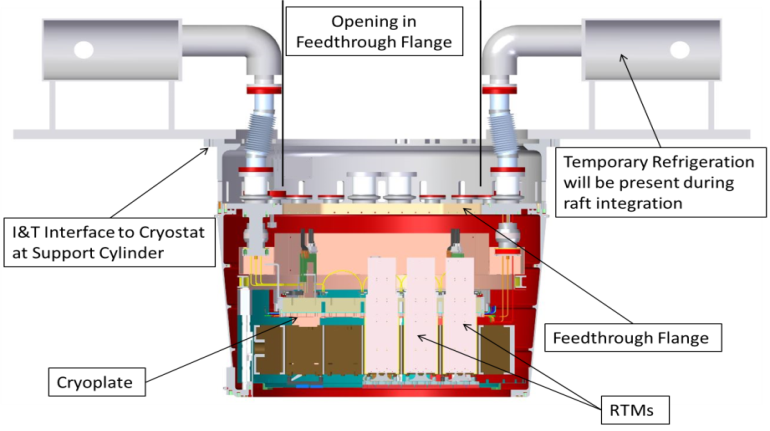 Opening in
Feedthrough Flange
Temporary Refrigeration
will be present during
raft integration
I&T Interface to Cryostat
at Support Cylinder
Feedthrough Flange
Cryoplate
RTMs